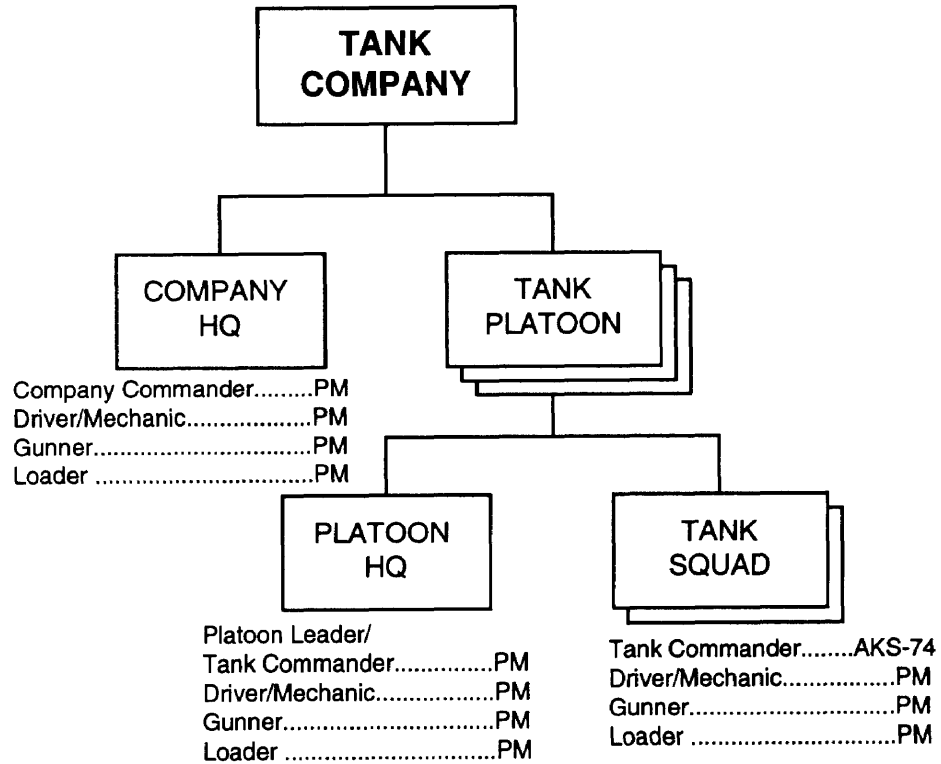 TANK
COMPANY
COMPANY
HQ
TANK
PLATOON
Company Commander.........PM
Driver/Mechanic...................PM
Gunner.................................PM
Loader ................................PM
PLATOON
HQ
TANK
SQUAD
Platoon Leader/
Tank Commander...............PM
Driver/Mechanic..................PM
Gunner................................PM
Loader ...............................PM
Tank Commander........AKS-74
Driver/Mechanic.................PM
Gunner...............................PM
Loader ..............................PM